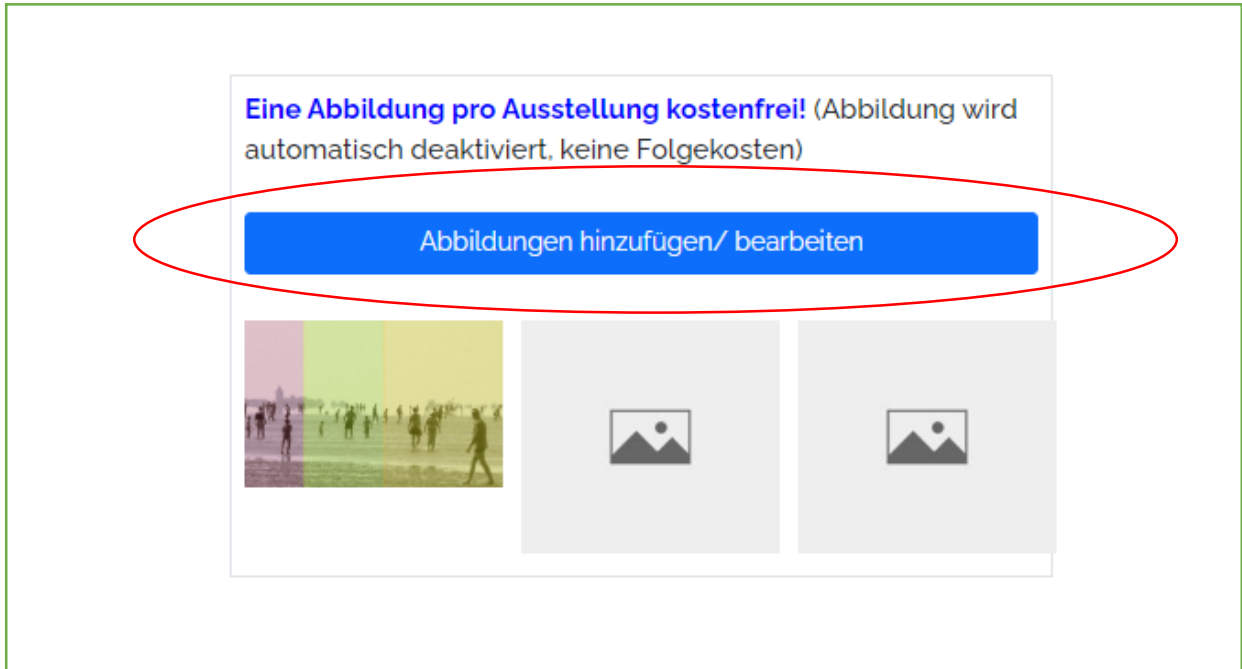 Eine Abbildung pro Ausstellung kostenfrei! (Abbildung wird
automatisch deaktiviert, keine Folgekosten)
Abbildungen hinzufügen/ bearbeiten